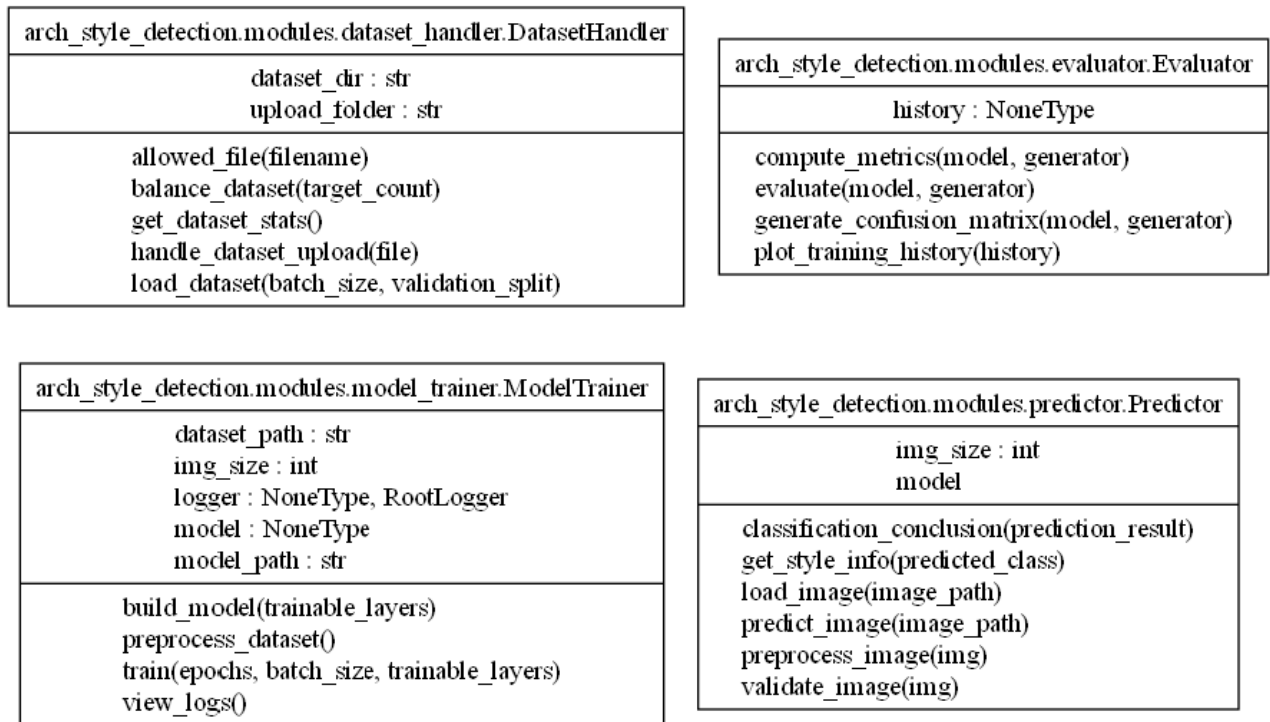 arch_style_detection.modules.dataset_handler.DatasetHandler
dataset_dir : str
upload_folder : str
allowed_file(filename)
balance_dataset(target_count)
get_dataset_stats()
handle_dataset_upload(file)
load_dataset(batch_size, validation_split)
arch_style_detection.modules.evaluator.Evaluator
history : NoneType
compute_metrics(model, generator)
evaluate(model, generator)
generate_confusion_matrix(model, generator)
plot_training_history(history)
arch_style_detection.modules.model_trainer.ModelTrainer
dataset_path : str
img_size : int
logger : NoneType, RootLogger
model : NoneType
model_path : str
build_model(trainable_layers)
preprocess_dataset()
train(epochs, batch_size, trainable_layers)
view_logs()
arch_style_detection.modules.predictor.Predictor
img_size : int
model
classification_conclusion(prediction_result)
get_style_info(predicted_class)
load_image(image_path)
predict_image(image_path)
preprocess_image(img)
validate_image(img)